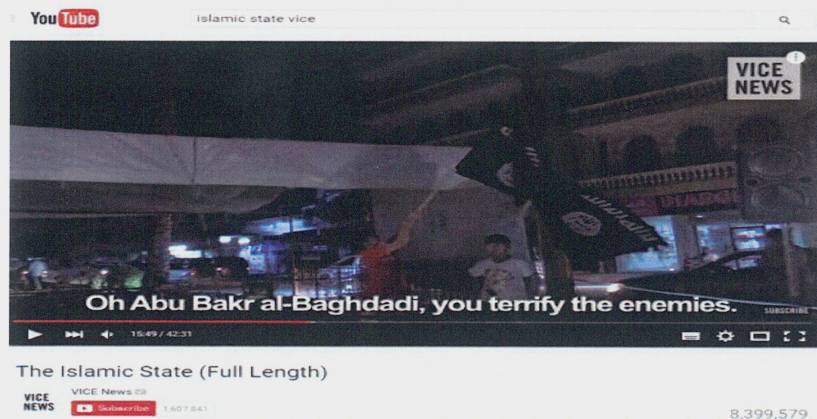 YouTube
islamic state vice
VICE
NEWS
Oh Abu Bakr al-Baghdadi, you terrify the enemies.
SUBSCRIBE
15:49 / 42:31
The Islamic State (Full Length)
VICE
NEWS
VICE News
Subscribe
1,607,841
8,399,579